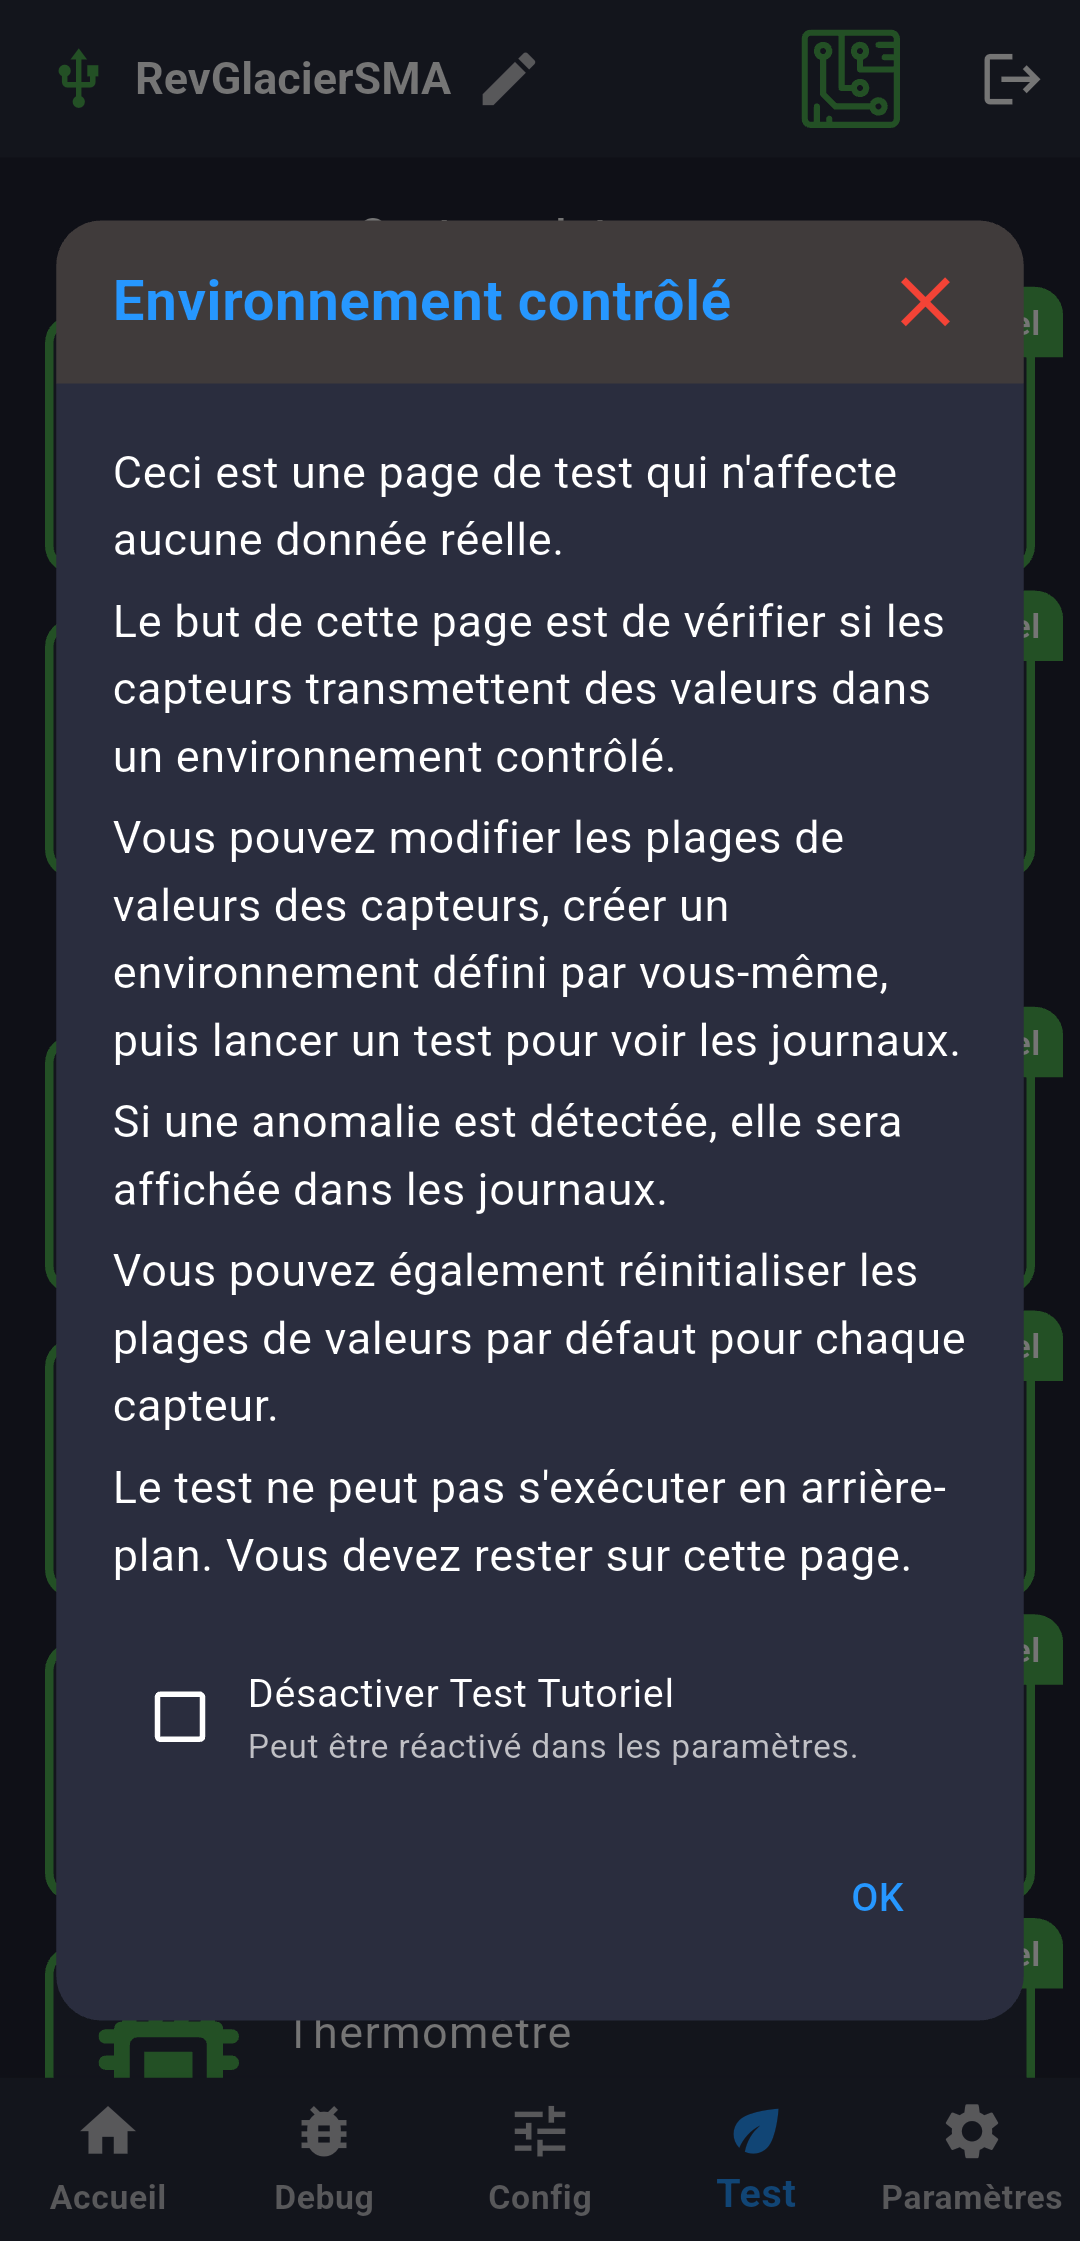 RevGlacierSMA
Environnement contrôlé
Ceci est une page de test qui n'affecte
aucune donnée réelle.
Le but de cette page est de vérifier si les
capteurs transmettent des valeurs dans
un environnement contrôlé.
Vous pouvez modifier les plages de
valeurs des capteurs, créer un
environnement défini par vous-même,
puis lancer un test pour voir les journaux.
Si une anomalie est détectée, elle sera
affichée dans les journaux.
Vous pouvez également réinitialiser les
plages de valeurs par défaut pour chaque
capteur.
Le test ne peut pas s'exécuter en arrière-
plan. Vous devez rester sur cette page.
Désactiver Test Tutoriel
Peut être réactivé dans les paramètres.
OK
Thermomètre
Accueil
Debug
Config
Test
Paramètres